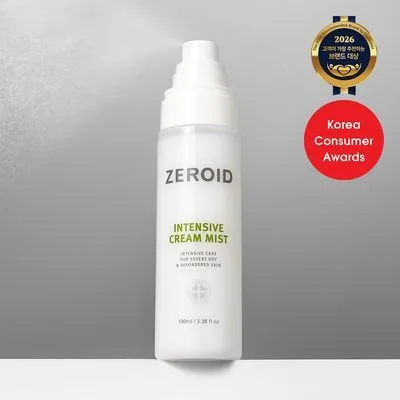 2026
고객이 가장 추천하는
브랜드 대상
Korea
Consumer
Awards
ZEROID
INTENSIVE
CREAM MIST
INTENSIVE CARE
FOR SEVERE DRY
& DISORDERED SKIN
100ml / 3.38 fl oz